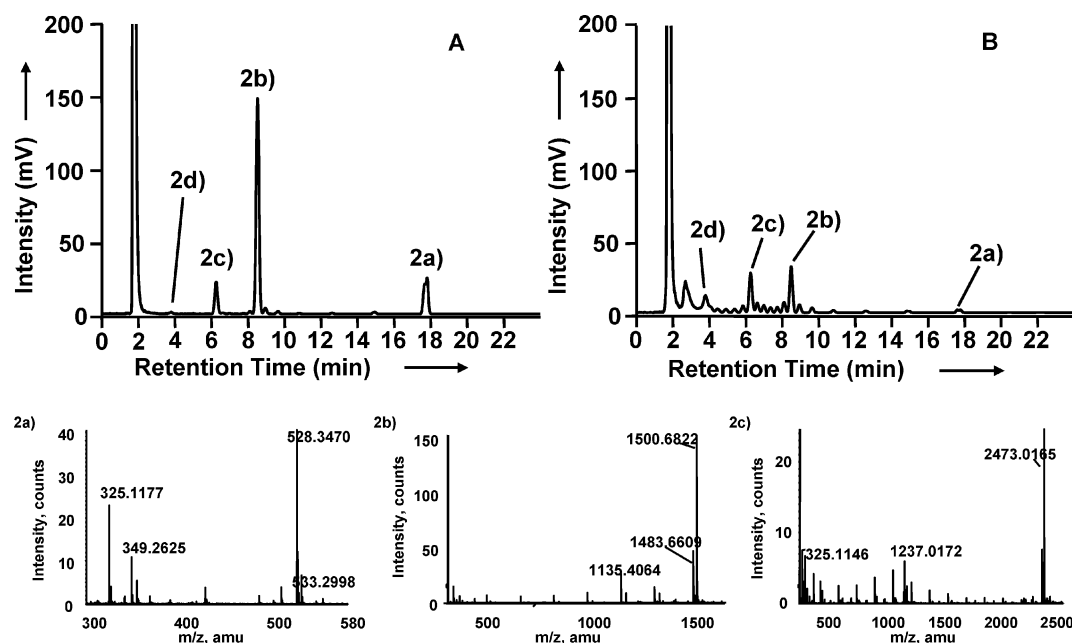 A
200
150
100
50
0
Intensity (mV)
2d)
2c)
2b)
2a)
0 2 4 6 8 10 12 14 16 18 20 22
Retention Time (min)
B
200
150
100
50
0
Intensity (mV)
2d)
2c)
2b)
2a)
0 2 4 6 8 10 12 14 16 18 20 22
Retention Time (min)
2a)
40
30
20
10
0
Intensity, counts
528.3470
325.1177
349.2625
533.2998
300 400 500 580
m/z, amu
2b)
150
100
50
0
Intensity, counts
1500.6822
1483.6609
1135.4064
500 1000 1500
m/z, amu
2c)
20
10
0
Intensity, counts
2473.0165
325.1146
1237.0172
500 1000 1500 2000 2500
m/z, amu